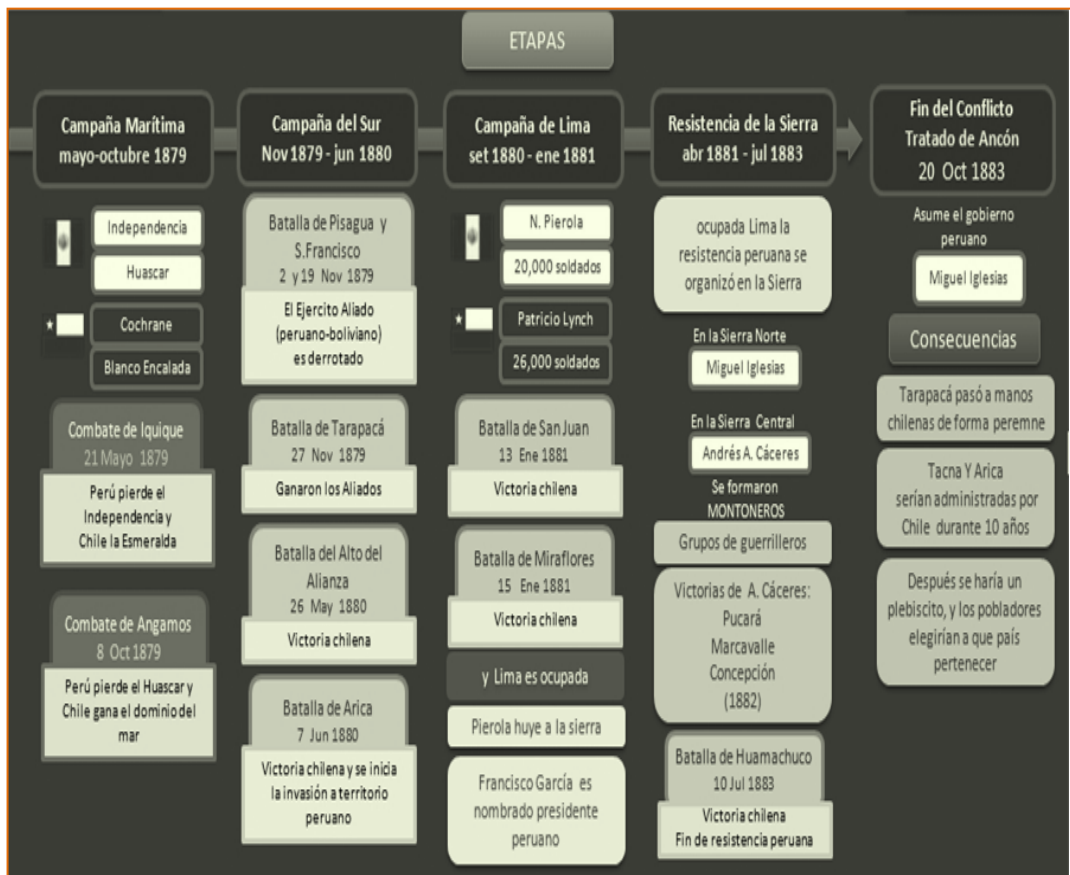 ETAPAS
Campaña Marítima
mayo-octubre 1879
Independencia
Huascar
Cochrane
Blanco Encalada
Combate de Iquique
21 Mayo 1879
Perú pierde el
Independencia y
Chile la Esmeralda
Combate de Angamos
8 Oct 1879
Perú pierde el Huascar y
Chile gana el dominio del
mar
Campaña del Sur
Nov 1879 - jun 1880
Batalla de Pisagua y
S.Francisco
2 y 19 Nov 1879
El Ejercito Aliado
(peruano-boliviano)
es derrotado
Batalla de Tarapacá
27 Nov 1879
Ganaron los Aliados
Batalla del Alto del
Alianza
26 May 1880
Victoria chilena
Batalla de Arica
7 Jun 1880
Victoria chilena y se inicia
la invasión a territorio
peruano
Campaña de Lima
set 1880 - ene 1881
N. Pierola
20,000 soldados
Patricio Lynch
26,000 soldados
Batalla de San Juan
13 Ene 1881
Victoria chilena
Batalla de Miraflores
15 Ene 1881
Victoria chilena
y Lima es ocupada
Pierola huye a la sierra
Francisco García es
nombrado presidente
peruano
Resistencia de la Sierra
abr 1881 - jul 1883
ocupada Lima la
resistencia peruana se
organizó en la Sierra
En la Sierra Norte
Miguel Iglesias
En la Sierra Central
Andrés A. Cáceres
Se formaron
MONTONEROS
Grupos de guerrilleros
Victorias de A. Cáceres:
Pucará
Marcavalle
Concepción
(1882)
Batalla de Huamachuco
10 Jul 1883
Victoria chilena
Fin de resistencia peruana
Fin del Conflicto
Tratado de Ancón
20 Oct 1883
Asume el gobierno
peruano
Miguel Iglesias
Consecuencias
Tarapacá pasó a manos
chilenas de forma peremne
Tacna Y Arica
serían administradas por
Chile durante 10 años
Después se haría un
plebiscito, y los pobladores
elegirían a que país
pertenecer